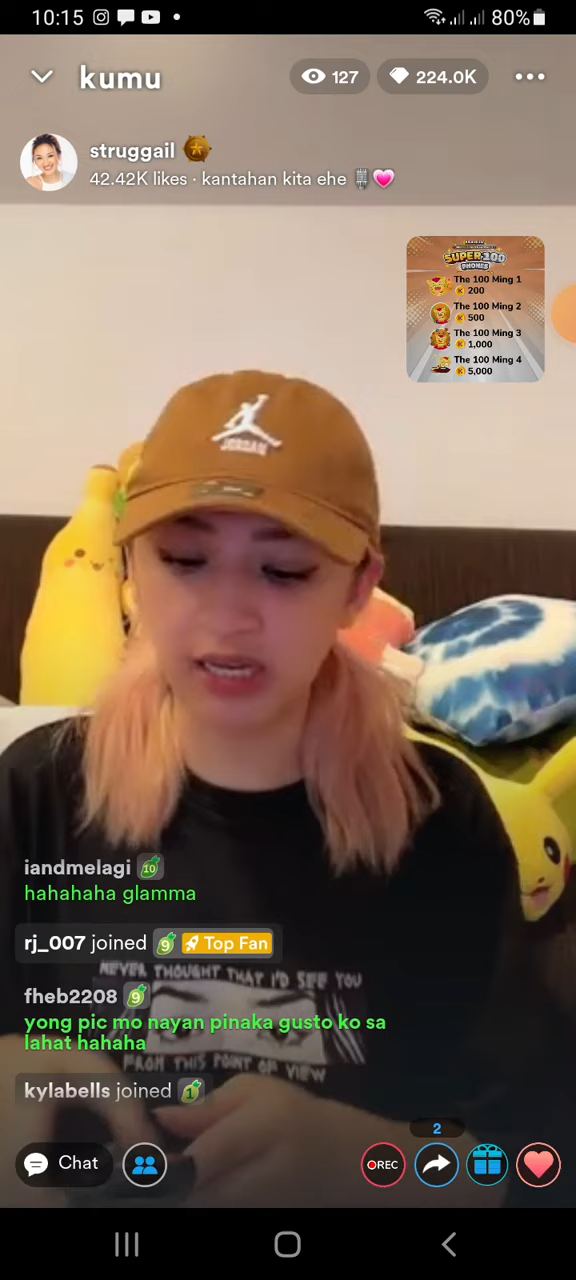 10:15
80%
kumu
127
224.0K
struggail
42.42K likes · kantahan kita ehe 🎙️💗
SUPER 100
PHONES
The 100 Ming 1
200
The 100 Ming 2
500
The 100 Ming 3
1,000
The 100 Ming 4
5,000
JORDAN
iandmelagi 10
hahahaha glamma
rj_007 joined 9 Top Fan
NEVER THOUGHT THAT I'D SEE YOU
fheb2208 9
yong pic mo nayan pinaka gusto ko sa
lahat hahaha
FROM THIS POINT OF VIEW
kylabells joined 1
2
Chat
REC